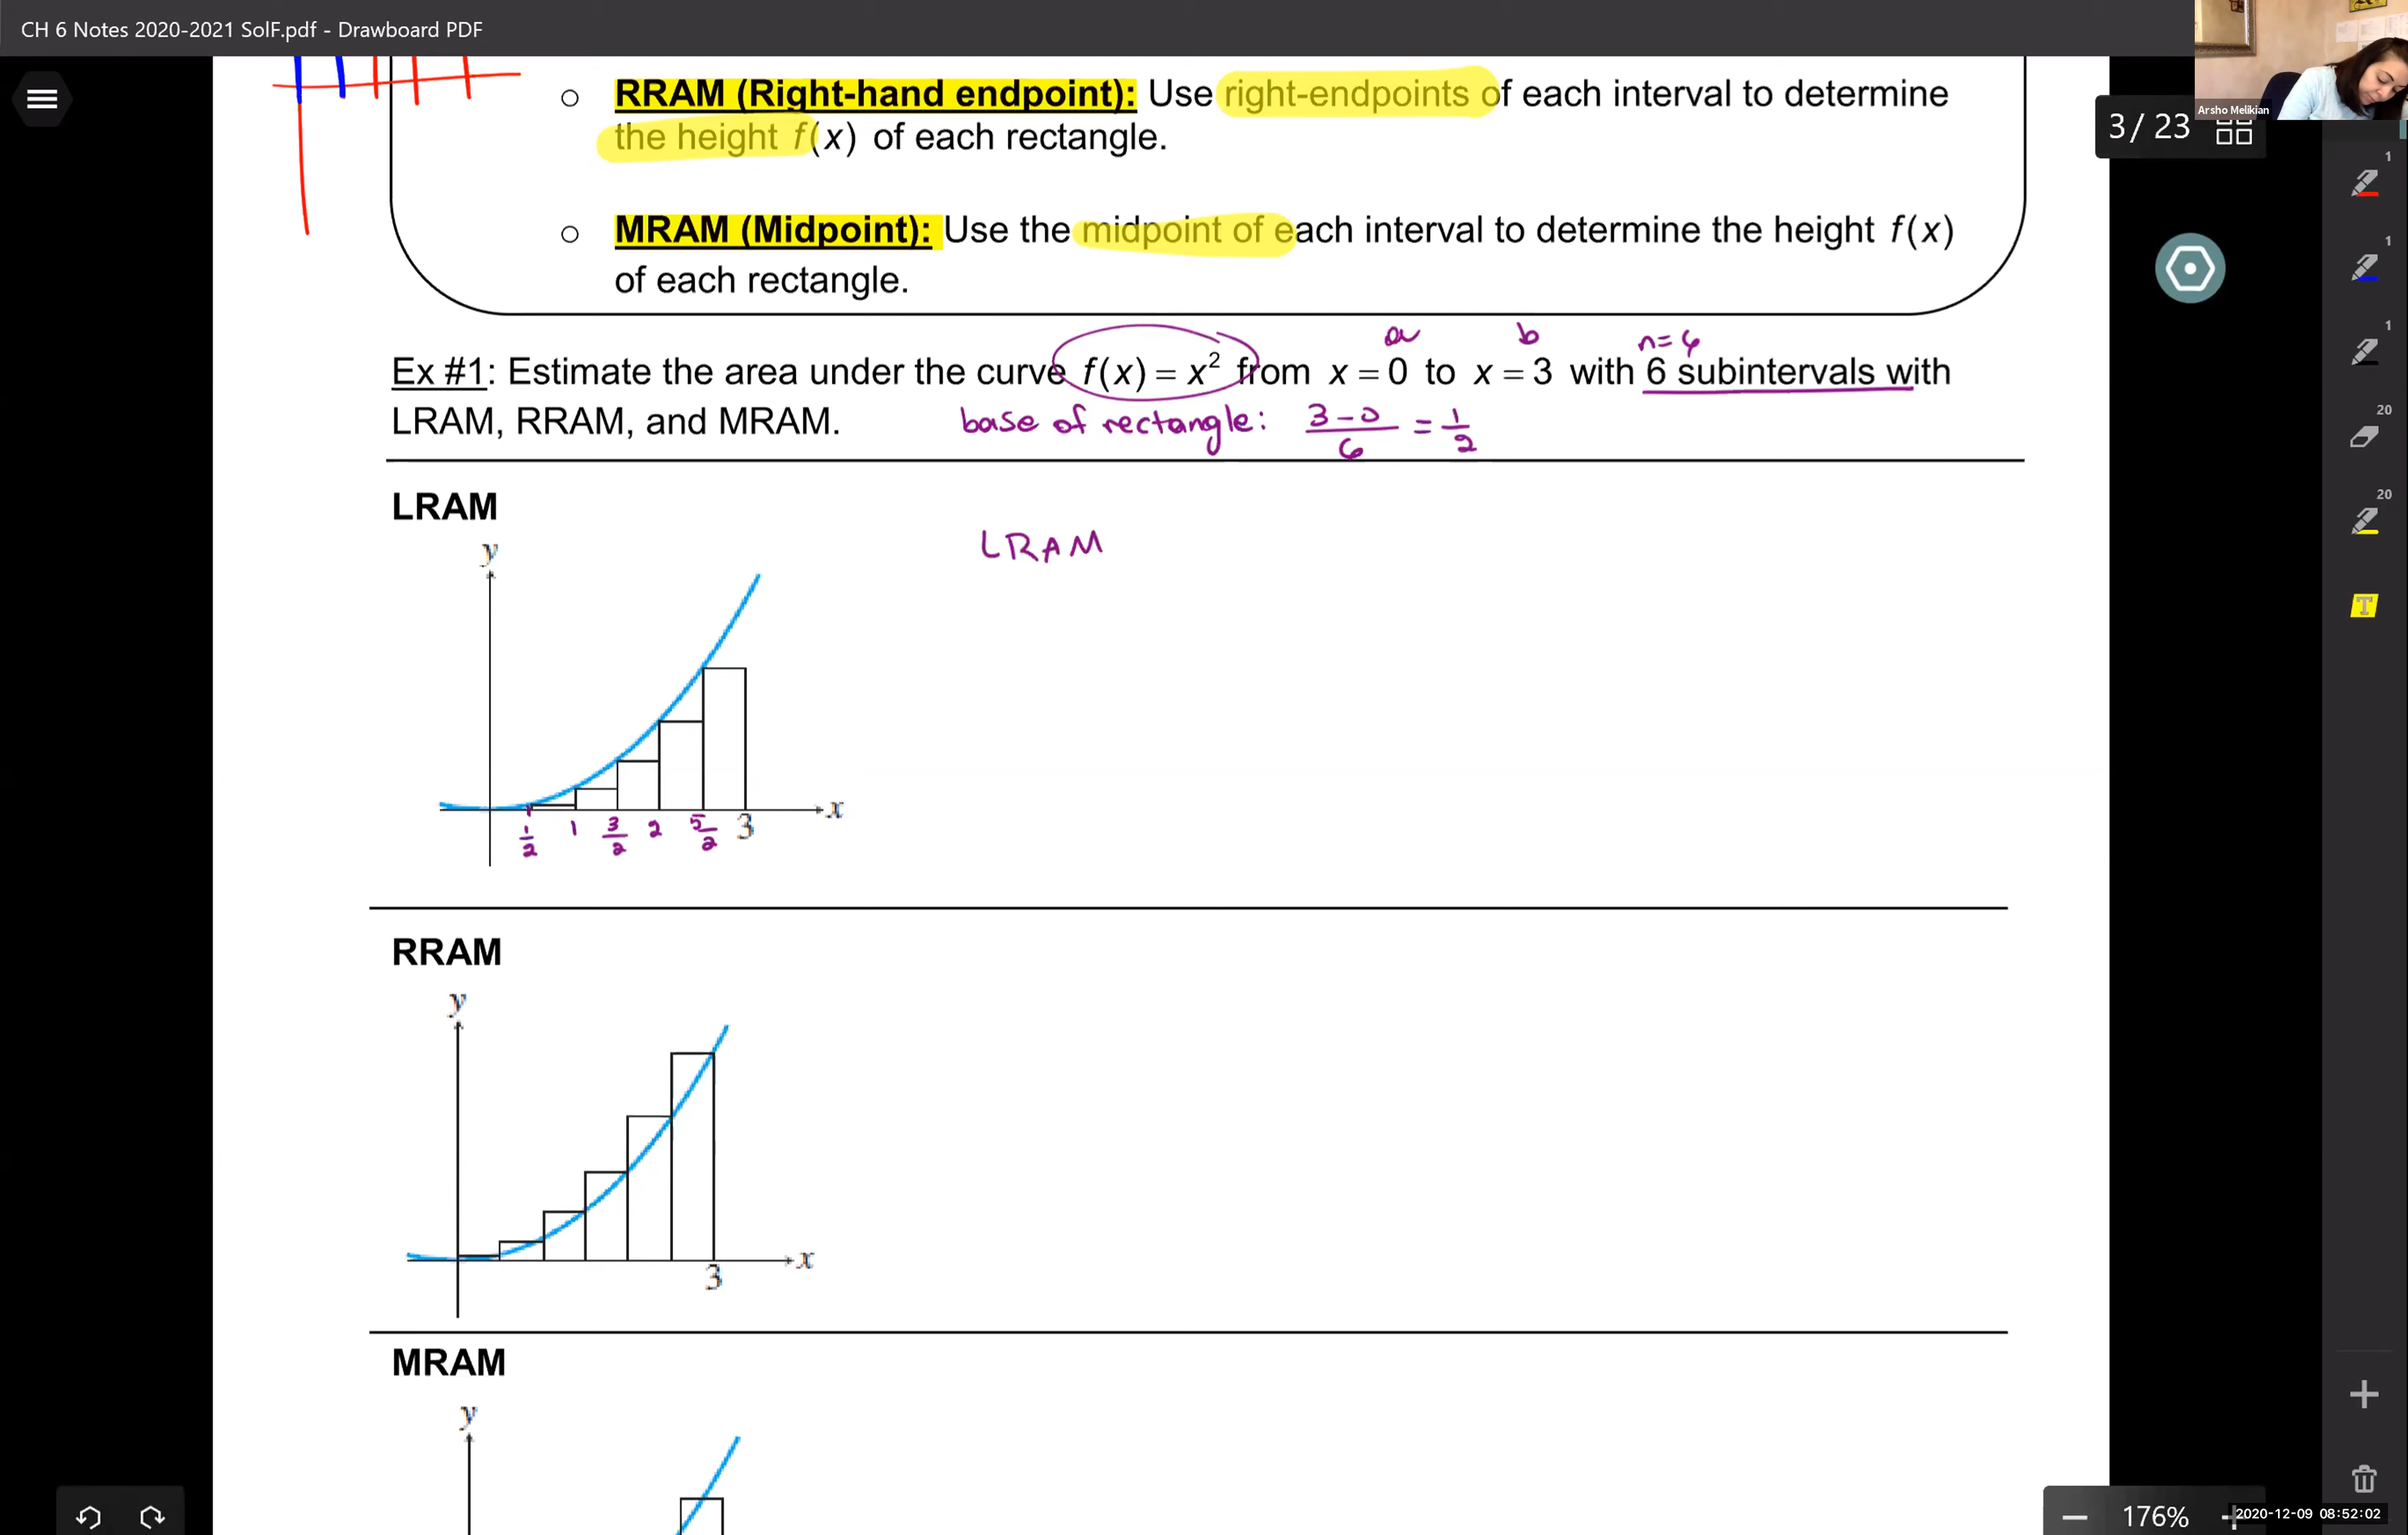 CH 6 Notes 2020-2021 SolF.pdf - Drawboard PDF
Arsho Melikian
3/ 23
○ RRAM (Right-hand endpoint): Use right-endpoints of each interval to determine
the height f(x) of each rectangle.
○ MRAM (Midpoint): Use the midpoint of each interval to determine the height f(x)
of each rectangle.
a b n=6
Ex #1: Estimate the area under the curve f(x) = x² from x = 0 to x = 3 with 6 subintervals with
LRAM, RRAM, and MRAM. base of rectangle: (3-0)/6 = 1/2
LRAM
LRAM
y
x
1/2 1 3/2 2 5/2 3
RRAM
y
x
3
MRAM
y
1
1
1
20
20
T
176%
2020-12-09 08:52:02